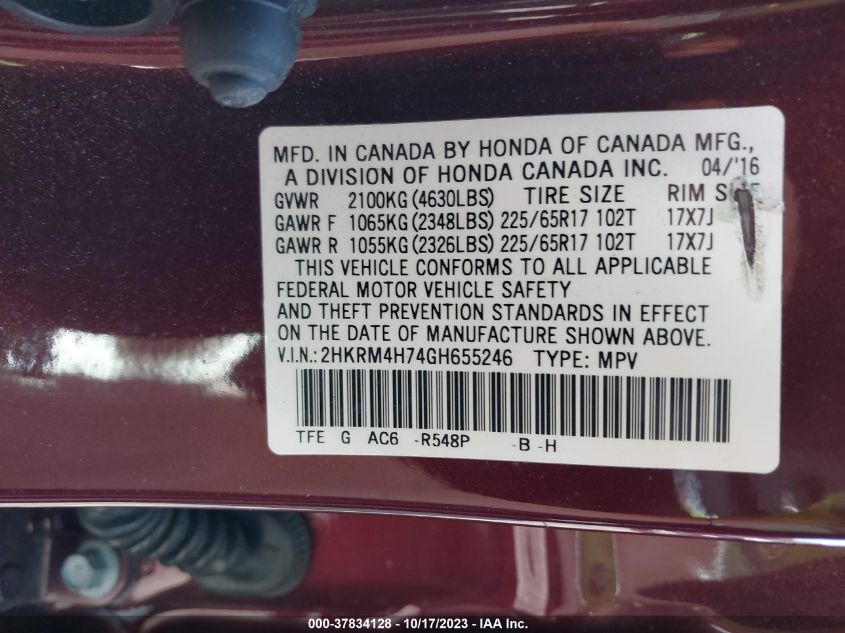 MFD. IN CANADA BY HONDA OF CANADA MFG.,
A DIVISION OF HONDA CANADA INC. 04/'16
GVWR 2100KG (4630LBS) TIRE SIZE RIM
GAWR F 1065KG (2348LBS) 225/65R17 102T 17X7J
GAWR R 1055KG (2326LBS) 225/65R17 102T 17X7J
THIS VEHICLE CONFORMS TO ALL APPLICABLE
FEDERAL MOTOR VEHICLE SAFETY
AND THEFT PREVENTION STANDARDS IN EFFECT
ON THE DATE OF MANUFACTURE SHOWN ABOVE.
V.I.N.: 2HKRM4H74GH655246 TYPE: MPV
TFE G AC6 -R548P -B -H
000-37834128 - 10/17/2023 - IAA Inc.